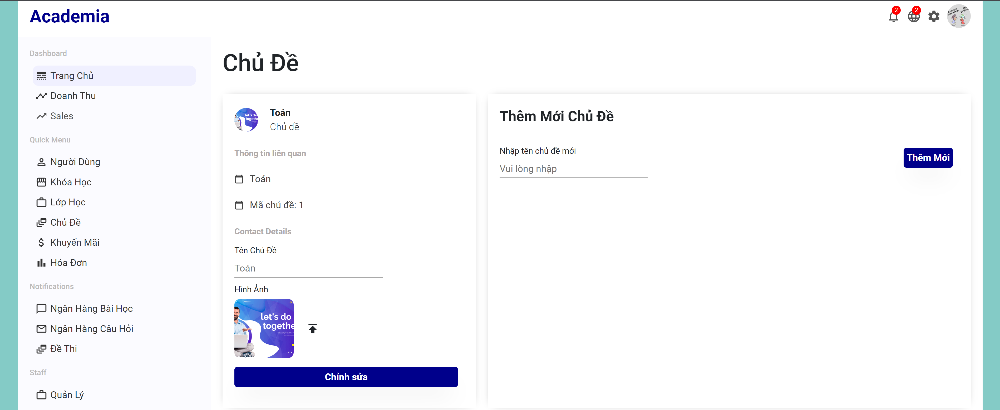 Academia
2
2
Dashboard
Trang Chủ
Doanh Thu
Sales
Quick Menu
Người Dùng
Khóa Học
Lớp Học
Chủ Đề
Khuyến Mãi
Hóa Đơn
Notifications
Ngân Hàng Bài Học
Ngân Hàng Câu Hỏi
Đề Thi
Staff
Quản Lý
Chủ Đề
let's do
togethe
Toán
Chủ đề
Thông tin liên quan
Toán
Mã chủ đề: 1
Contact Details
Tên Chủ Đề
Toán
Hình Ảnh
let's do
togethe
Chỉnh sửa
Thêm Mới Chủ Đề
Nhập tên chủ đề mới
Vui lòng nhập
Thêm Mới